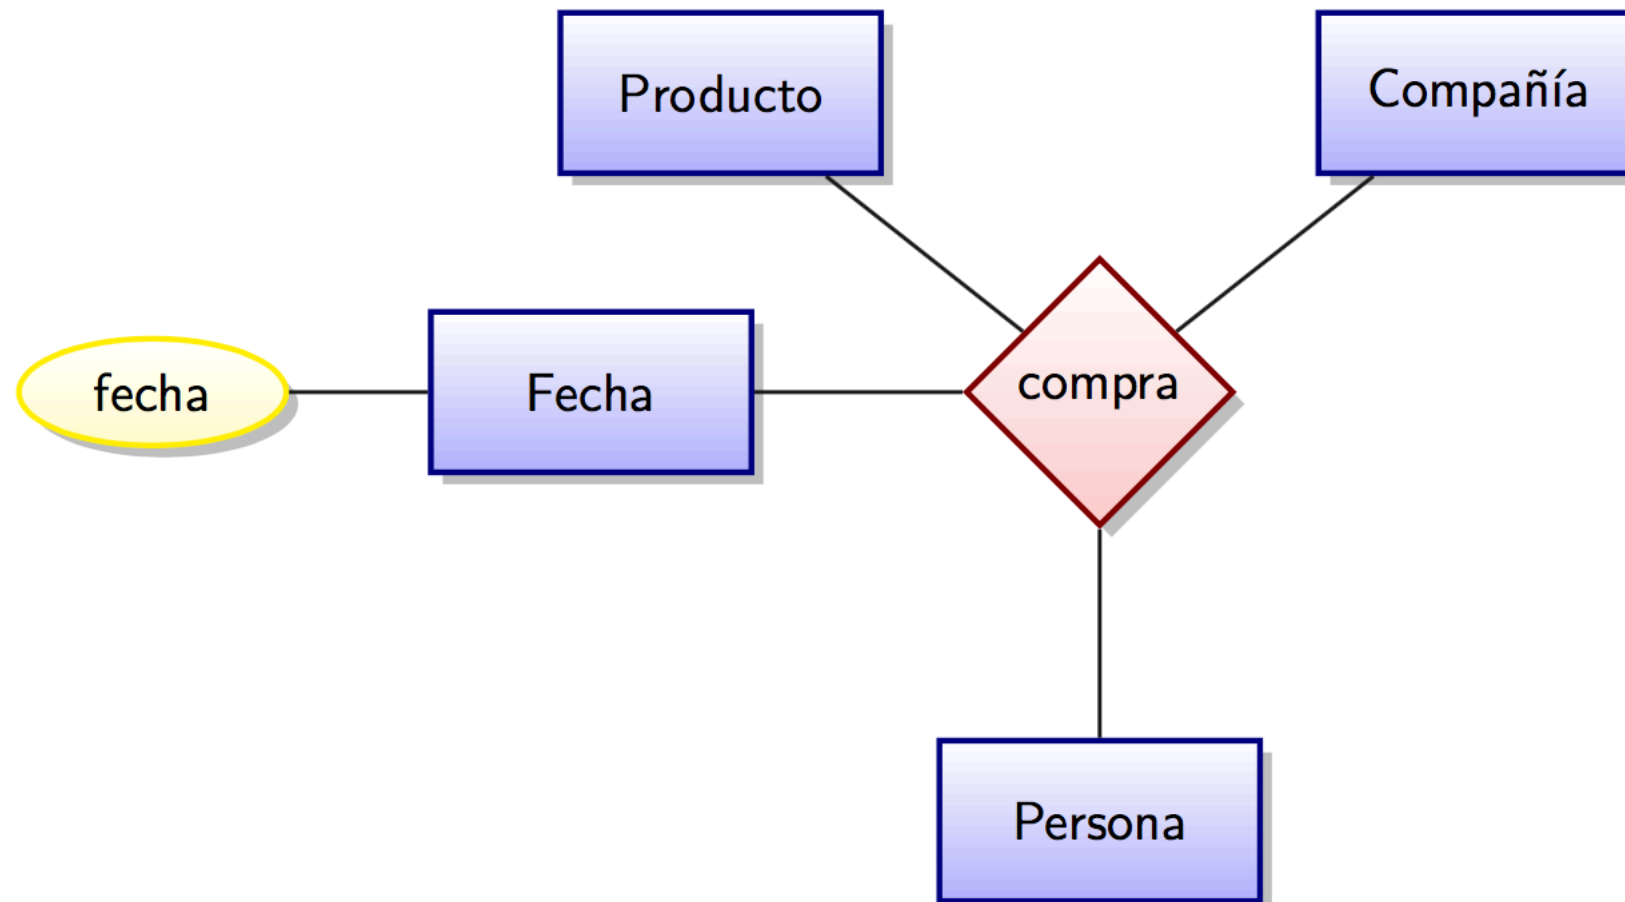 Producto
Compañía
fecha
Fecha
compra
Persona